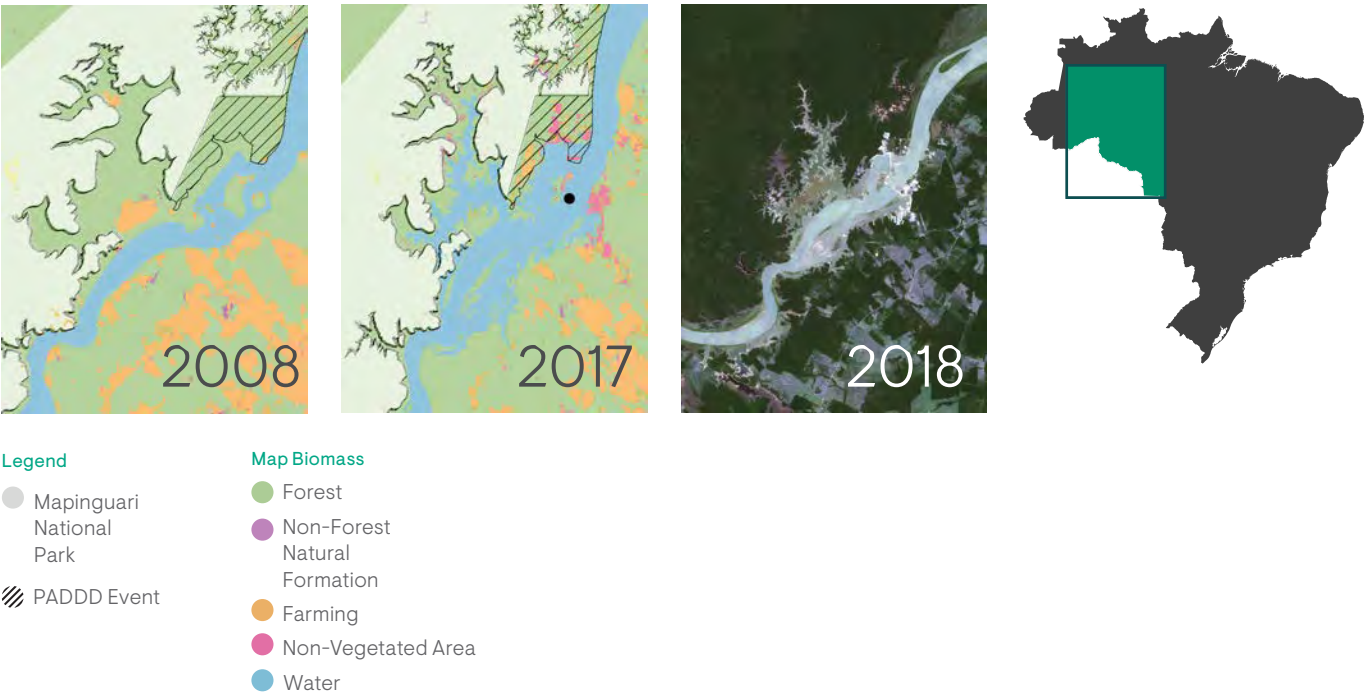 2008
2017
2018
Legend
Mapinguari
National
Park
PADDD Event
Map Biomass
Forest
Non-Forest
Natural
Formation
Farming
Non-Vegetated Area
Water